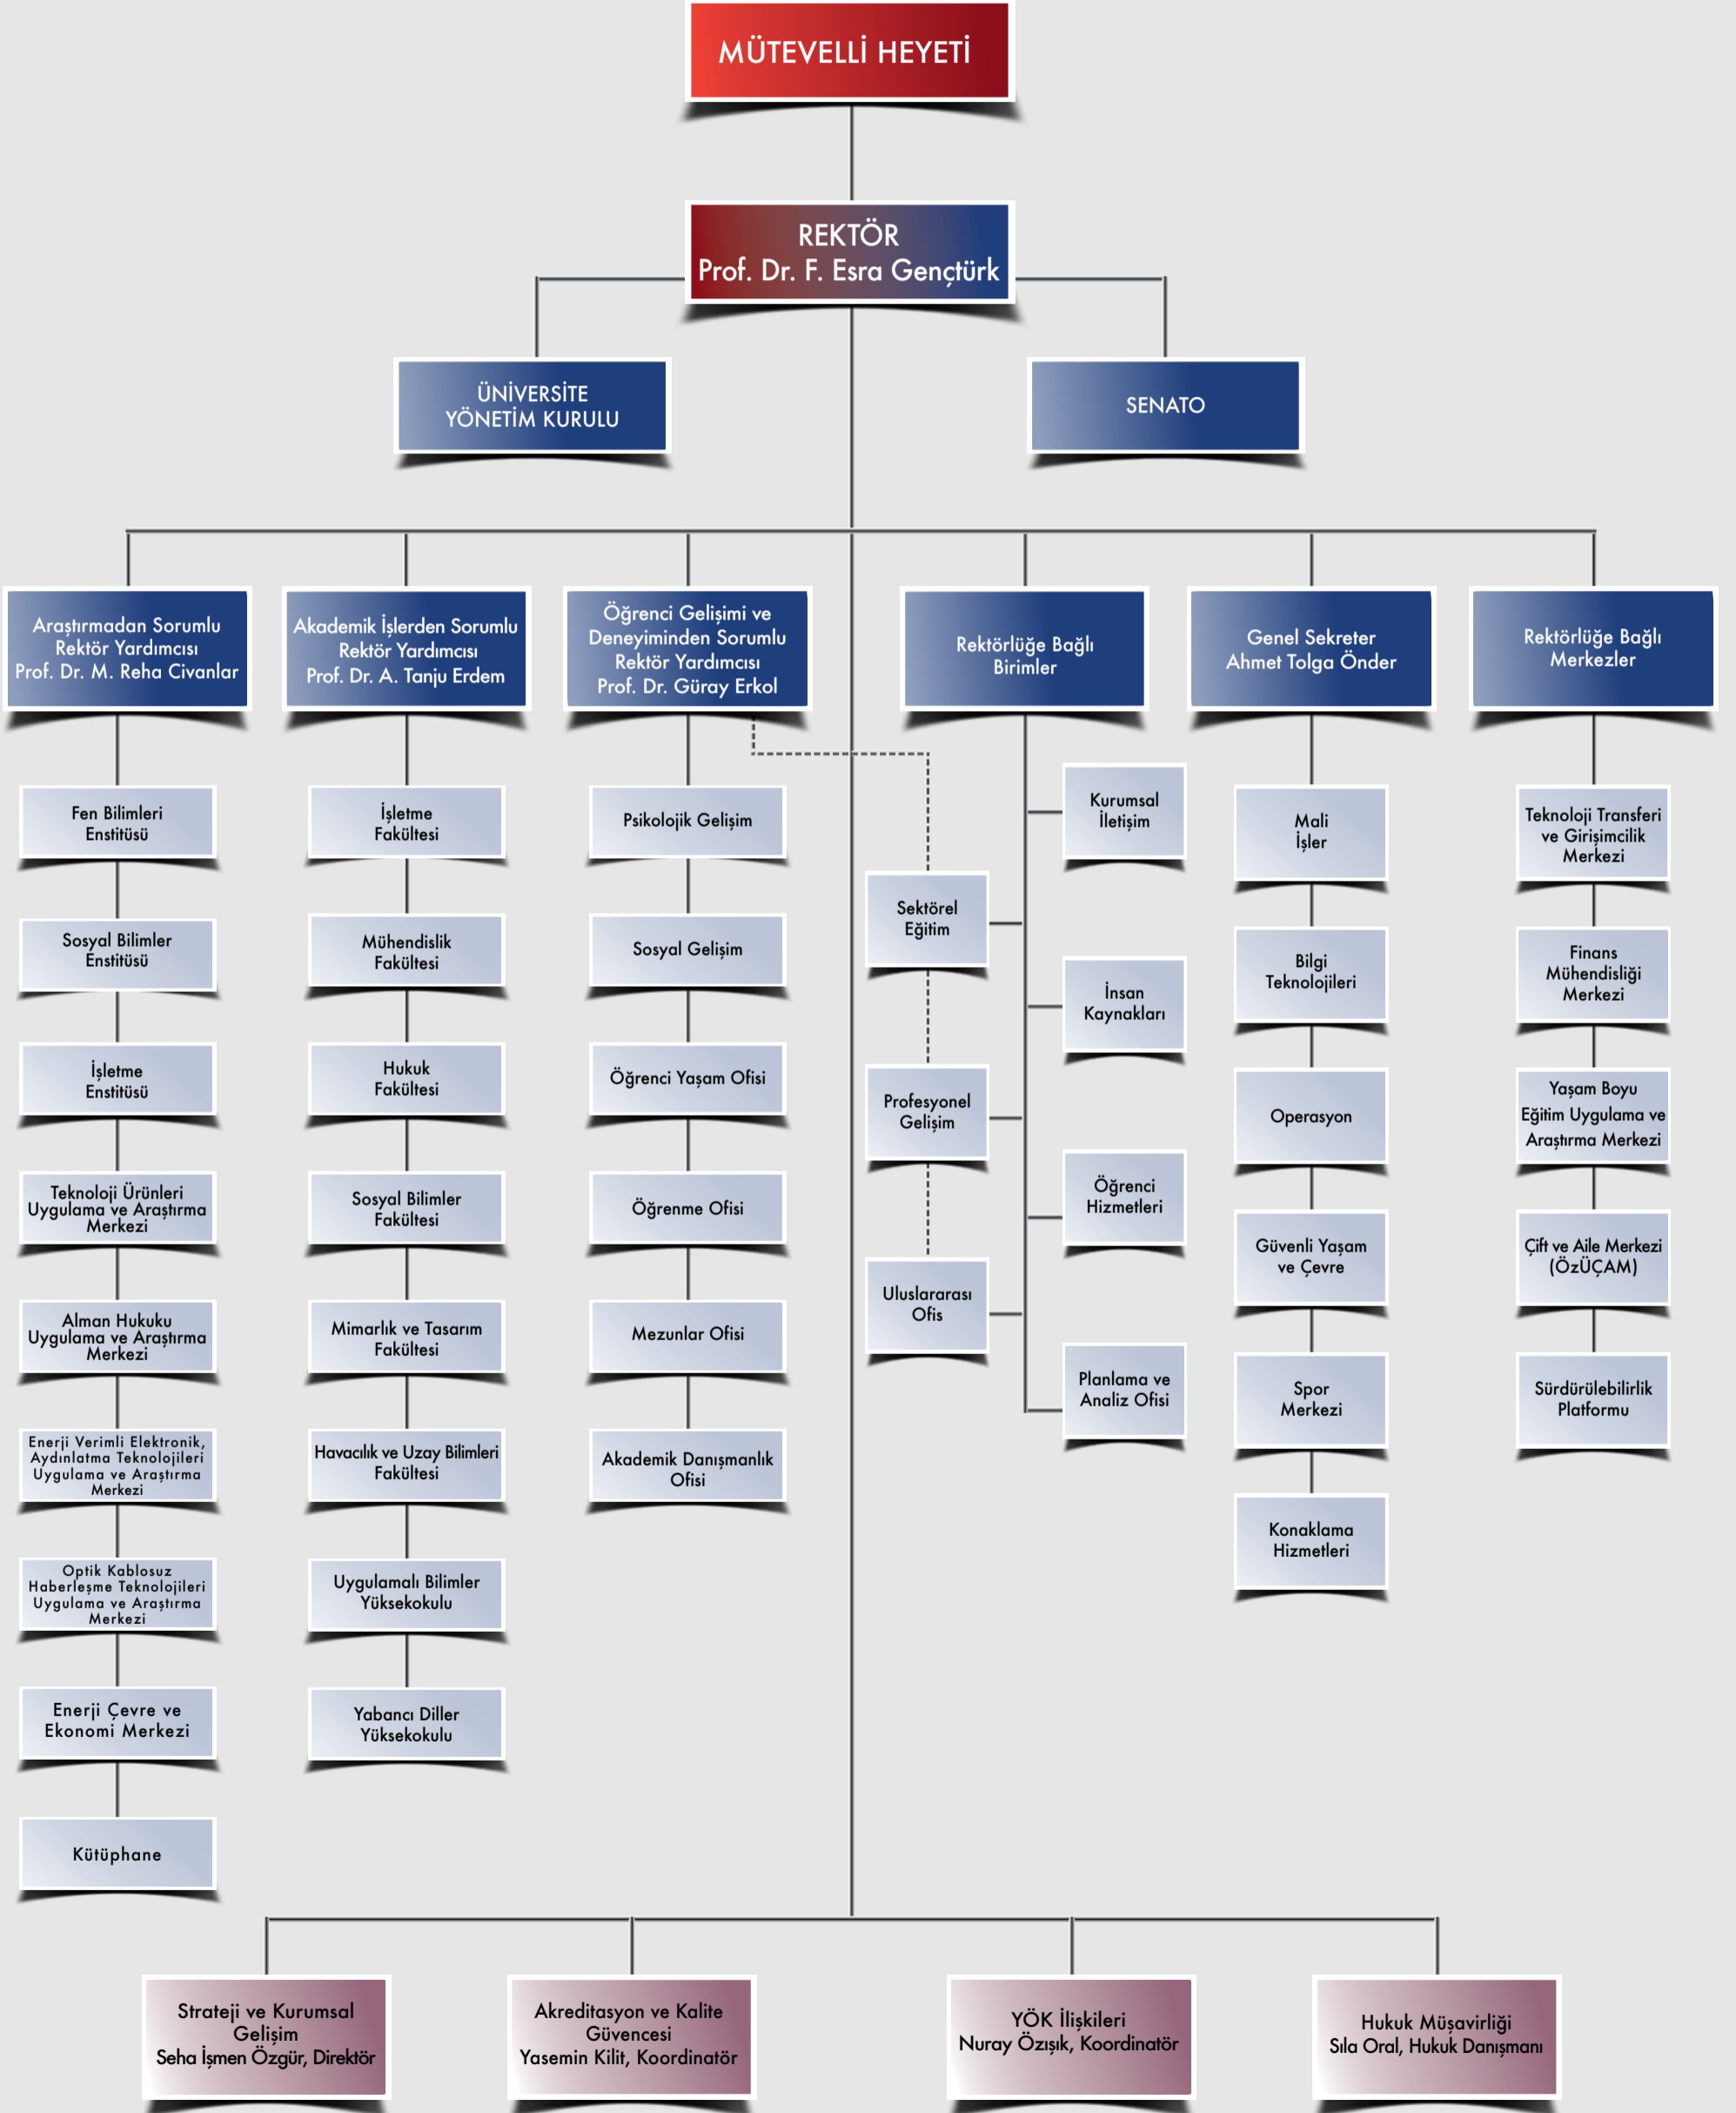 MÜTEVELLİ HEYETİ
REKTÖR
Prof. Dr. F. Esra Gençtürk
ÜNİVERSİTE
YÖNETİM KURULU
SENATO
Araştırmadan Sorumlu
Rektör Yardımcısı
Prof. Dr. M. Reha Civanlar
Akademik İşlerden Sorumlu
Rektör Yardımcısı
Prof. Dr. A. Tanju Erdem
Öğrenci Gelişimi ve
Deneyiminden Sorumlu
Rektör Yardımcısı
Prof. Dr. Güray Erkol
Rektörlüğe Bağlı
Birimler
Genel Sekreter
Ahmet Tolga Önder
Rektörlüğe Bağlı
Merkezler
Fen Bilimleri
Enstitüsü
Sosyal Bilimler
Enstitüsü
İşletme
Enstitüsü
Teknoloji Ürünleri
Uygulama ve Araştırma
Merkezi
Alman Hukuku
Uygulama ve Araştırma
Merkezi
Enerji Verimli Elektronik,
Aydınlatma Teknolojileri
Uygulama ve Araştırma
Merkezi
Optik Kablosuz
Haberleşme Teknolojileri
Uygulama ve Araştırma
Merkezi
Enerji Çevre ve
Ekonomi Merkezi
Kütüphane
İşletme
Fakültesi
Mühendislik
Fakültesi
Hukuk
Fakültesi
Sosyal Bilimler
Fakültesi
Mimarlık ve Tasarım
Fakültesi
Havacılık ve Uzay Bilimleri
Fakültesi
Uygulamalı Bilimler
Yüksekokulu
Yabancı Diller
Yüksekokulu
Psikolojik Gelişim
Sosyal Gelişim
Öğrenci Yaşam Ofisi
Öğrenme Ofisi
Mezunlar Ofisi
Akademik Danışmanlık
Ofisi
Sektörel
Eğitim
Profesyonel
Gelişim
Uluslararası
Ofis
Kurumsal
İletişim
İnsan
Kaynakları
Öğrenci
Hizmetleri
Planlama ve
Analiz Ofisi
Mali
İşler
Bilgi
Teknolojileri
Operasyon
Güvenli Yaşam
ve Çevre
Spor
Merkezi
Konaklama
Hizmetleri
Teknoloji Transferi
ve Girişimcilik
Merkezi
Finans
Mühendisliği
Merkezi
Yaşam Boyu
Eğitim Uygulama ve
Araştırma Merkezi
Çift ve Aile Merkezi
(ÖzÜÇAM)
Sürdürülebilirlik
Platformu
Strateji ve Kurumsal
Gelişim
Seha İşmen Özgür, Direktör
Akreditasyon ve Kalite
Güvencesi
Yasemin Kilit, Koordinatör
YÖK İlişkileri
Nuray Özışık, Koordinatör
Hukuk Müşavirliği
Sıla Oral, Hukuk Danışmanı